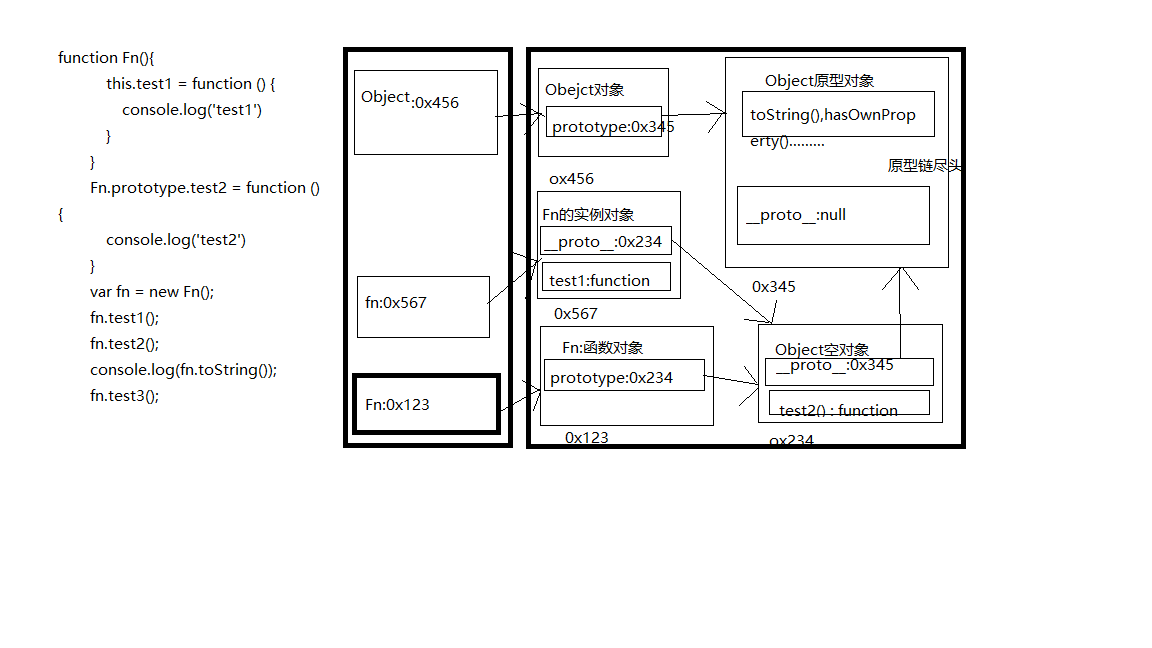 function Fn(){
this.test1 = function () {
console.log('test1')
}
}
Fn.prototype.test2 = function ()
{
console.log('test2')
}
var fn = new Fn();
fn.test1();
fn.test2();
console.log(fn.toString());
fn.test3();
Object:0x456
fn:0x567
Fn:0x123
Obejct对象
prototype:0x345
ox456
Fn的实例对象
__proto__:0x234
test1:function
0x567
Fn:函数对象
prototype:0x234
0x123
Object原型对象
toString(),hasOwnProp
erty().........
原型链尽头
__proto__:null
0x345
Object空对象
__proto__:0x345
test2() : function
ox234